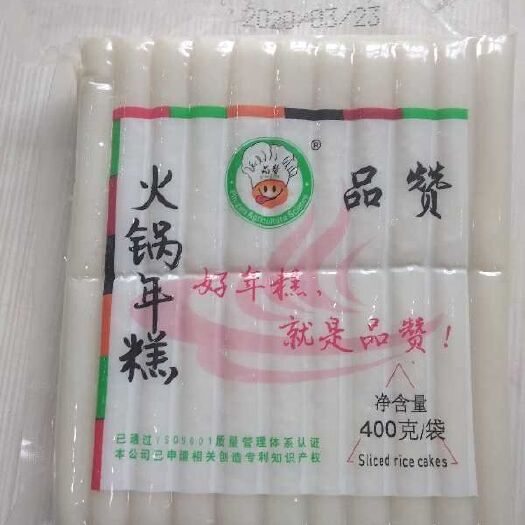 2020/03/23
品赞
®
品赞
火锅年糕
好年糕、
就是品赞!
净含量
400克/袋
Sliced rice cakes
已通过ISO9001质量管理体系认证
本公司已申请相关创造专利知识产权